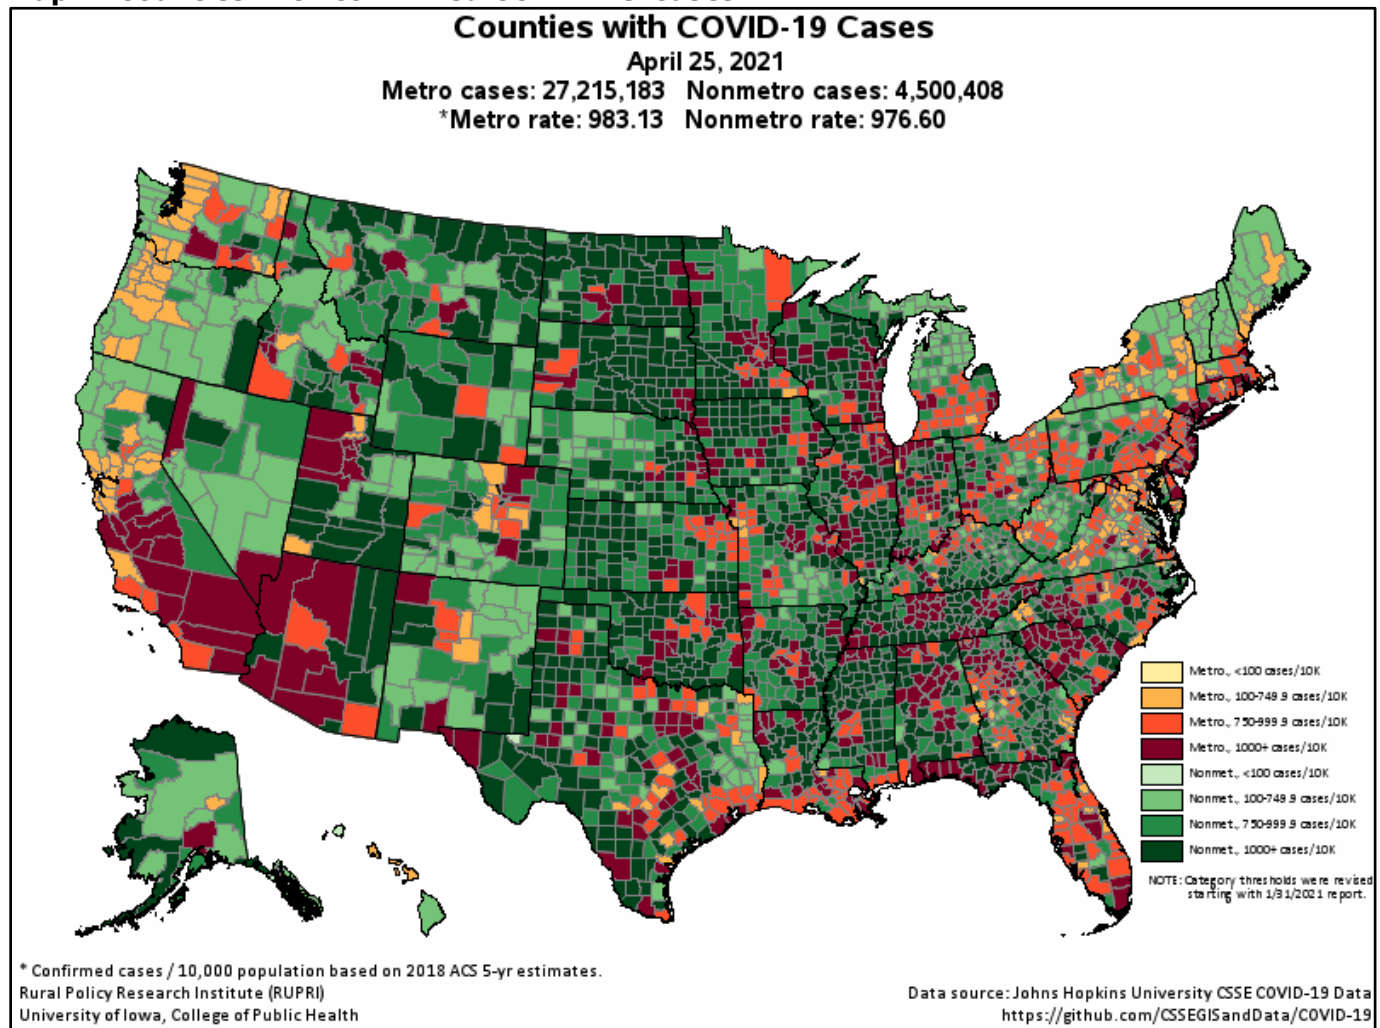 Counties with COVID-19 Cases
April 25, 2021
Metro cases: 27,215,183 Nonmetro cases: 4,500,408
*Metro rate: 983.13 Nonmetro rate: 976.60
Metro., <100 cases/10K
Metro., 100-749.9 cases/10K
Metro., 750-999.9 cases/10K
Metro., 1000+ cases/10K
Nonmet., <100 cases/10K
Nonmet., 100-749.9 cases/10K
Nonmet., 750-999.9 cases/10K
Nonmet., 1000+ cases/10K
NOTE: Category thresholds were revised
starting with 1/31/2021 report.
* Confirmed cases / 10,000 population based on 2018 ACS 5-yr estimates.
Rural Policy Research Institute (RUPRI)
University of Iowa, College of Public Health
Data source: Johns Hopkins University CSSE COVID-19 Data
https://github.com/CSSEGISandData/COVID-19